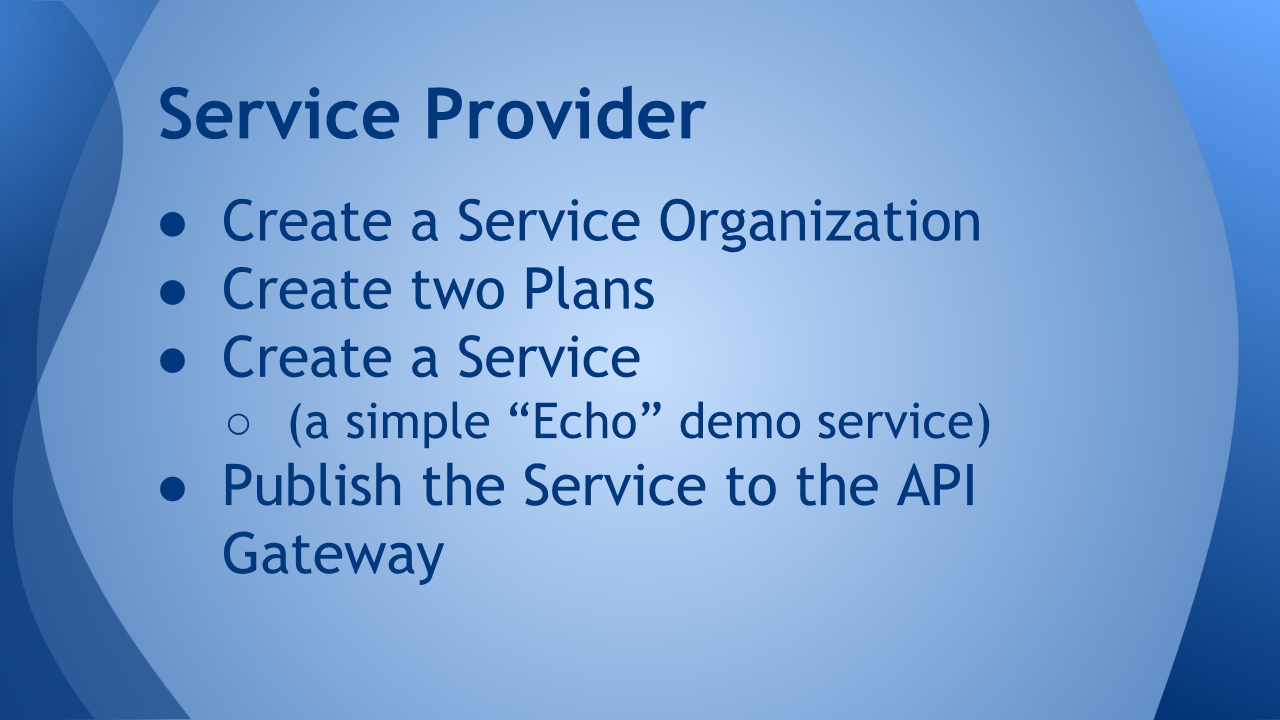 Service Provider
● Create a Service Organization
● Create two Plans
● Create a Service
○ (a simple “Echo” demo service)
● Publish the Service to the API
Gateway